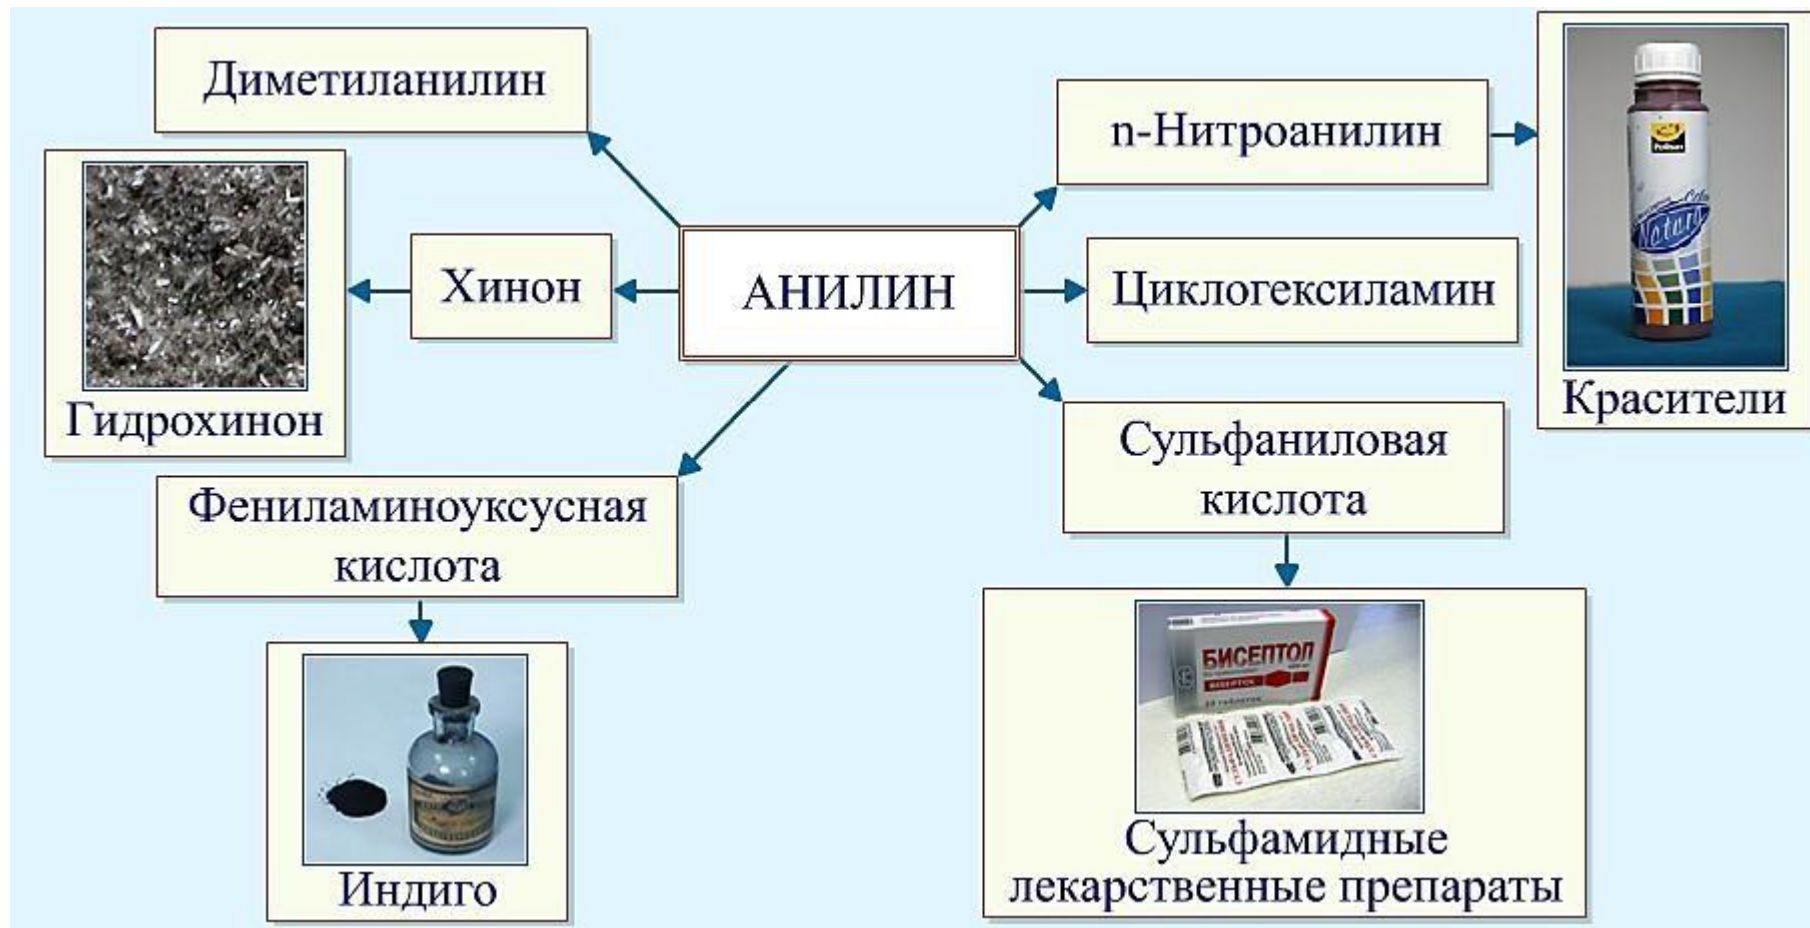 Диметиланилин
n-Нитроанилин
Хинон
АНИЛИН
Циклогексиламин
Гидрохинон
Красители
Сульфаниловая
кислота
Фениламиноуксусная
кислота
БИСЕПТОЛ
Индиго
Сульфамидные
лекарственные препараты